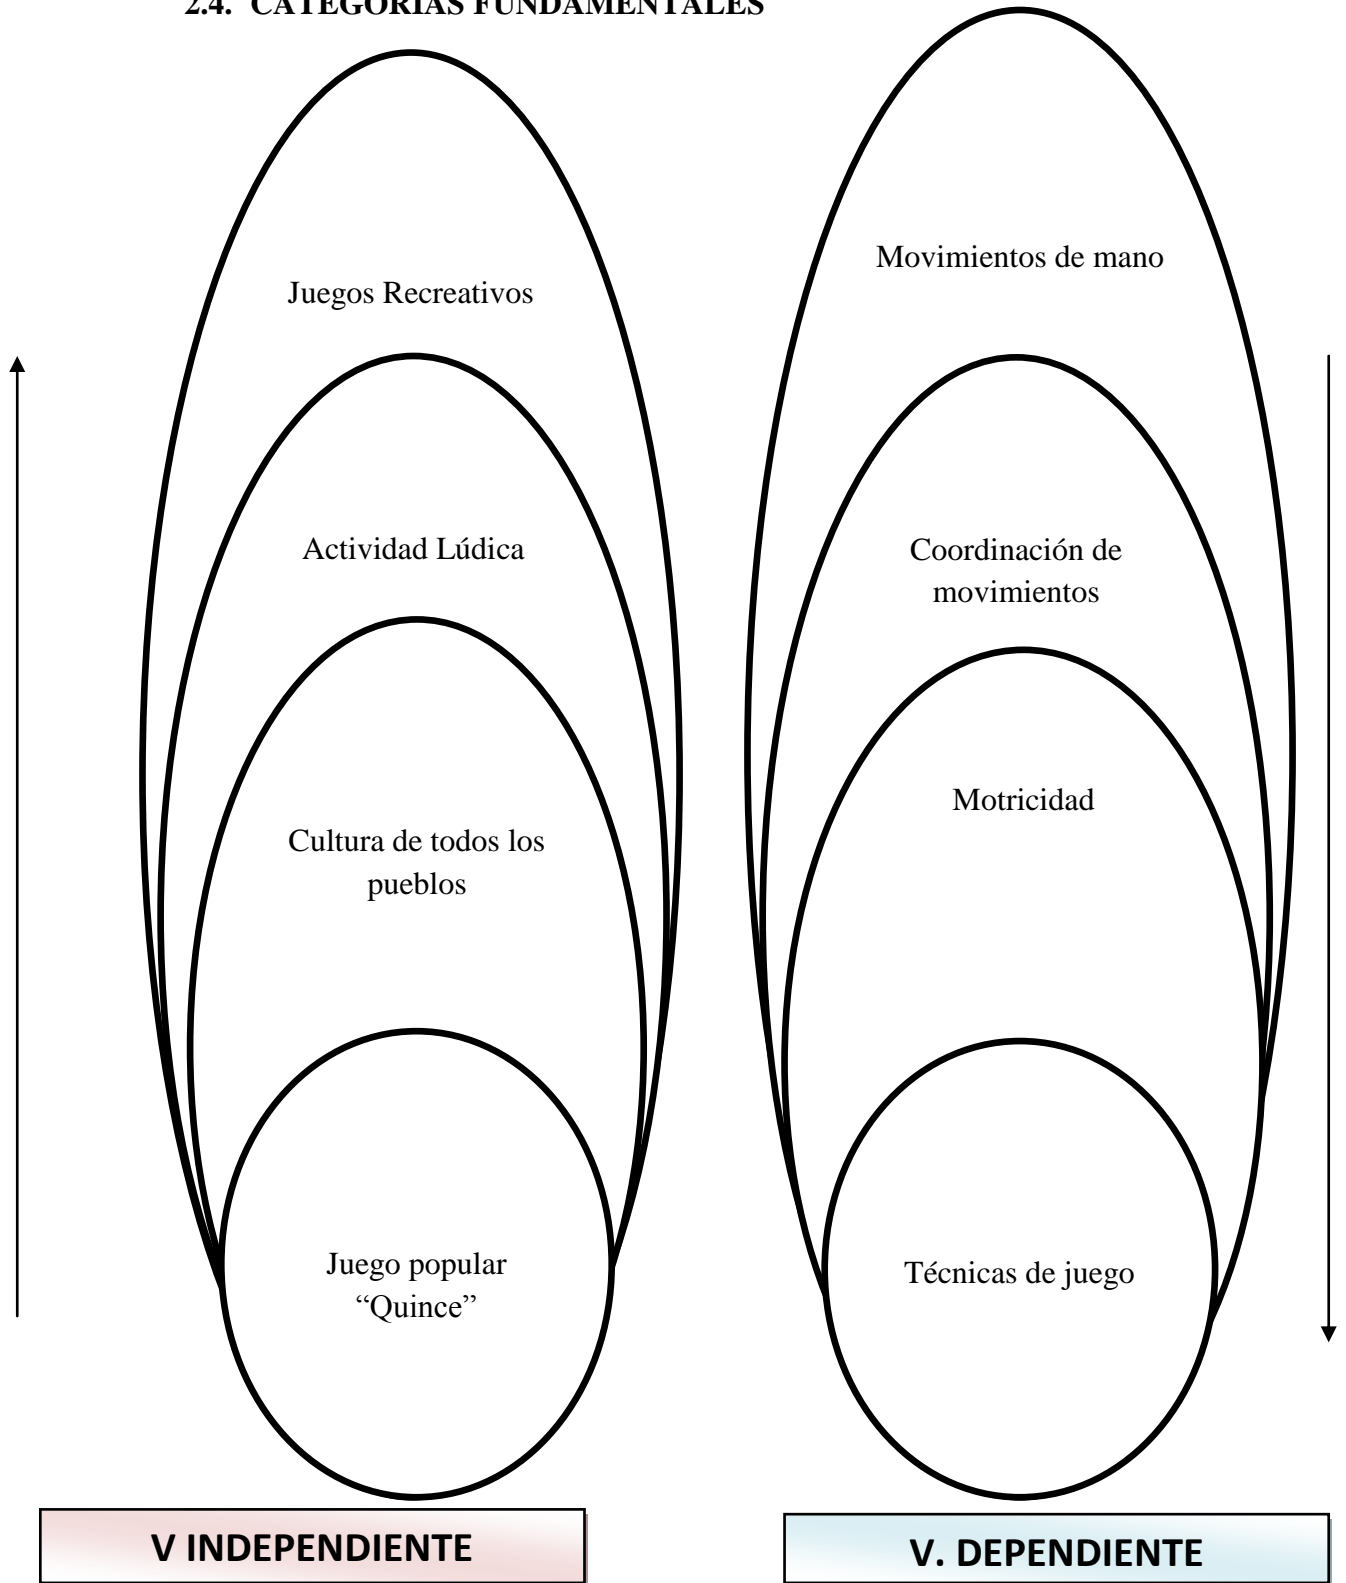 2.4. CATEGORÍAS FUNDAMENTALES
Juegos Recreativos
Actividad Lúdica
Cultura de todos los
pueblos
Juego popular
“Quince”
V INDEPENDIENTE
Movimientos de mano
Coordinación de
movimientos
Motricidad
Técnicas de juego
V. DEPENDIENTE